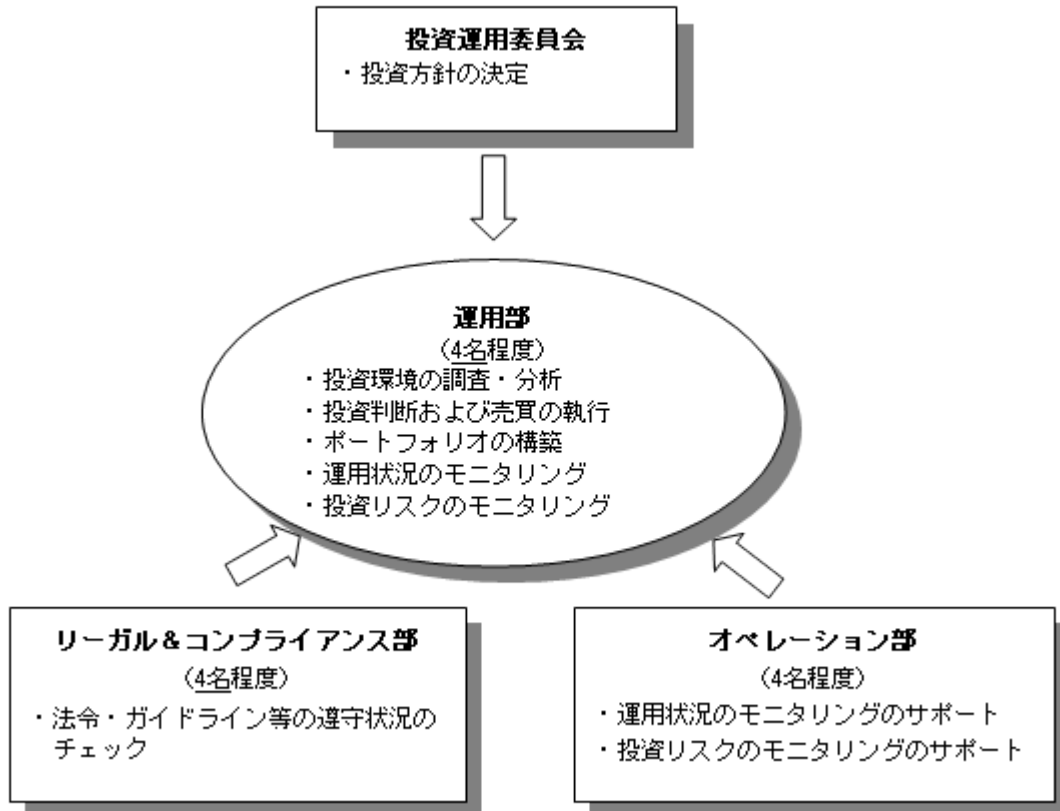 投資運用委員会
・投資方針の決定
運用部
（4名程度）
・投資環境の調査・分析
・投資判断および売買の執行
・ポートフォリオの構築
・運用状況のモニタリング
・投資リスクのモニタリング
リーガル＆コンプライアンス部
（4名程度）
・法令・ガイドライン等の遵守状況の
チェック
オペレーション部
（4名程度）
・運用状況のモニタリングのサポート
・投資リスクのモニタリングのサポート